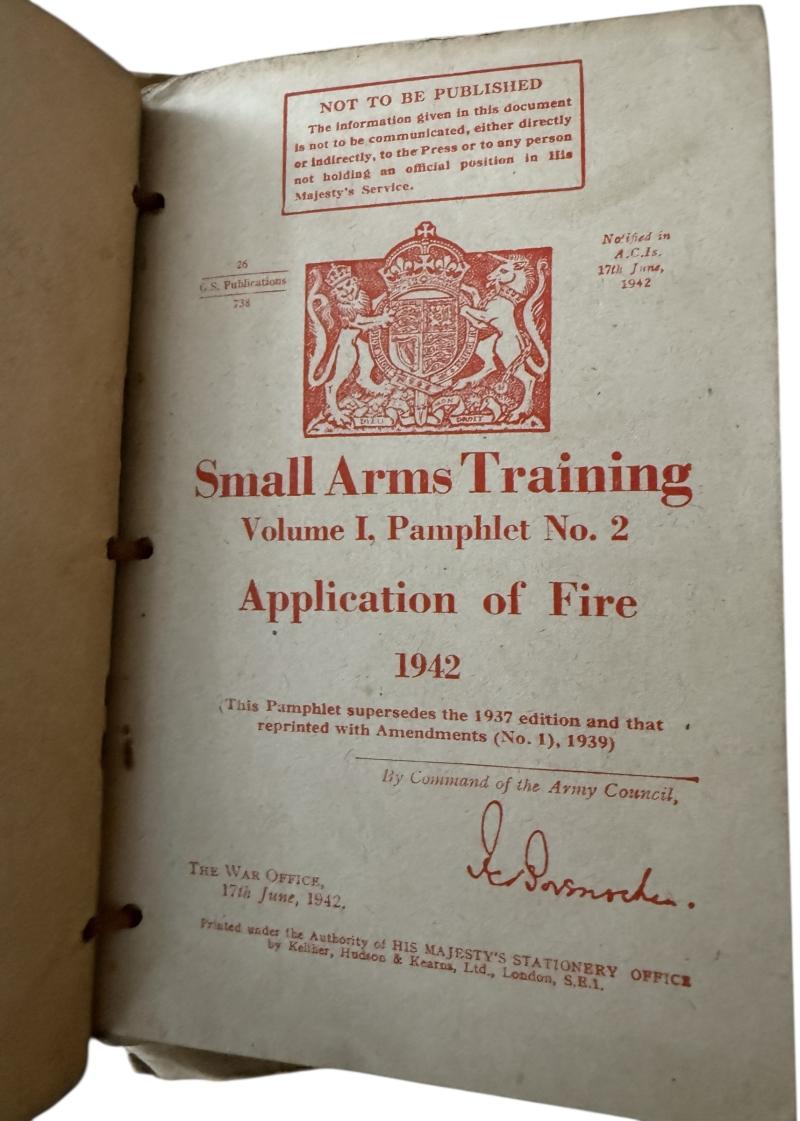 NOT TO BE PUBLISHED
The information given in this document
is not to be communicated, either directly
or indirectly, to the Press or to any person
not holding an official position in His
Majesty's Service.
26
G.S. Publications
738
Notified in
A.C.Is.
17th June,
1942
DIEU ET MON DROIT
Small Arms Training
Volume I, Pamphlet No. 2
Application of Fire
1942
(This Pamphlet supersedes the 1937 edition and that
reprinted with Amendments (No. 1), 1939)
By Command of the Army Council,
THE WAR OFFICE,
17th June, 1942.
Printed under the Authority of HIS MAJESTY'S STATIONERY OFFICE
by Keliher, Hudson & Kearns, Ltd., London, S.E.1.